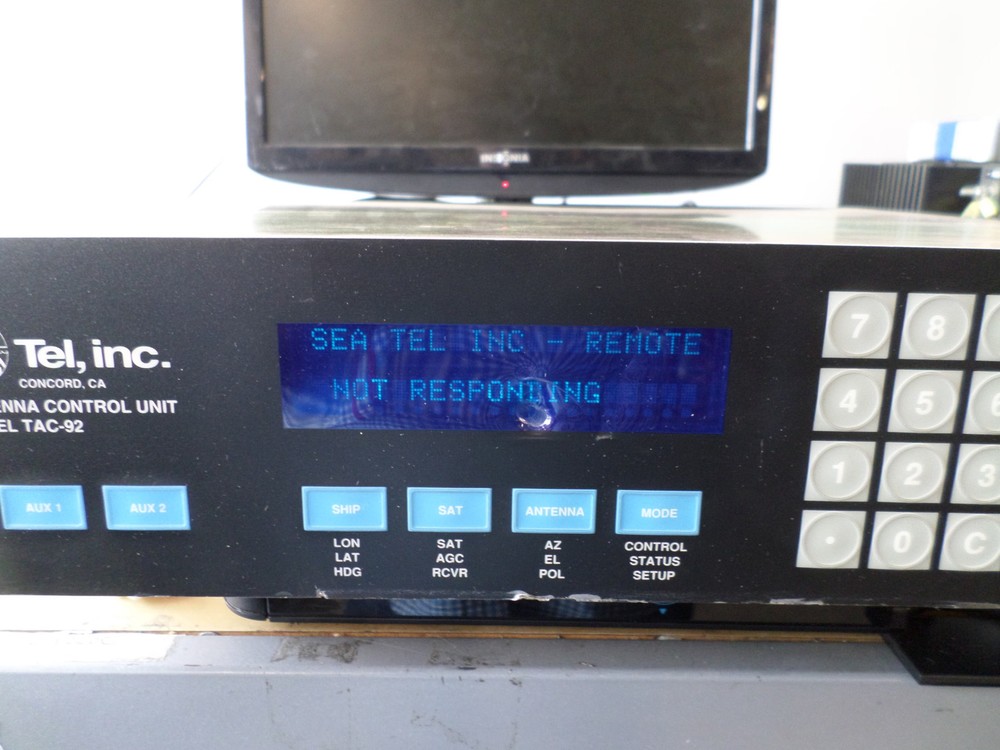 INSIGNIA
Tel, inc.
CONCORD, CA
ENNA CONTROL UNIT
EL TAC-92
SEA TEL INC - REMOTE
NOT RESPONDING
AUX 1
AUX 2
SHIP
LON
LAT
HDG
SAT
SAT
AGC
RCVR
ANTENNA
AZ
EL
POL
MODE
CONTROL
STATUS
SETUP
7 8
4 5 6
1 2 3
. 0 C